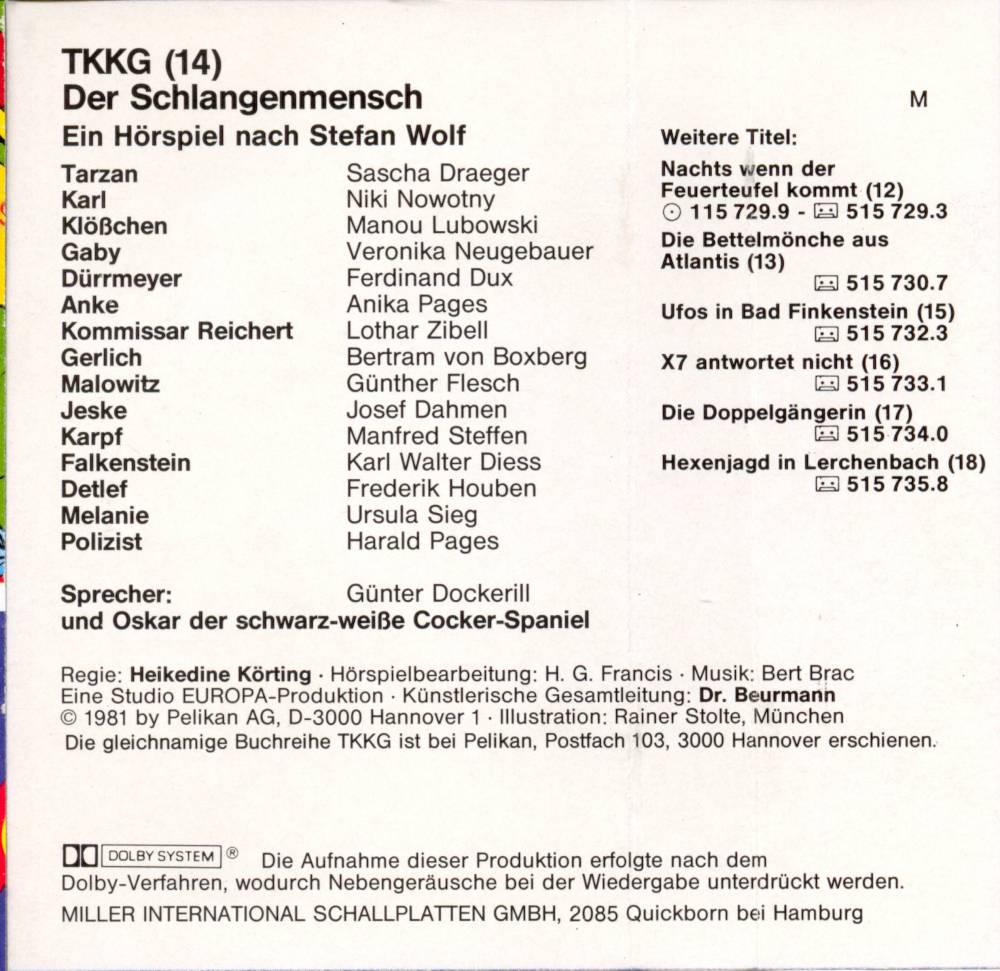 TKKG (14)
Der Schlangenmensch
Ein Hörspiel nach Stefan Wolf
Tarzan Sascha Draeger
Karl Niki Nowotny
Klößchen Manou Lubowski
Gaby Veronika Neugebauer
Dürrmeyer Ferdinand Dux
Anke Anika Pages
Kommissar Reichert Lothar Zibell
Gerlich Bertram von Boxberg
Malowitz Günther Flesch
Jeske Josef Dahmen
Karpf Manfred Steffen
Falkenstein Karl Walter Diess
Detlef Frederik Houben
Melanie Ursula Sieg
Polizist Harald Pages
Sprecher: Günter Dockerill
und Oskar der schwarz-weiße Cocker-Spaniel
M
Weitere Titel:
Nachts wenn der
Feuerteufel kommt (12)
115 729.9 - 515 729.3
Die Bettelmönche aus
Atlantis (13)
515 730.7
Ufos in Bad Finkenstein (15)
515 732.3
X7 antwortet nicht (16)
515 733.1
Die Doppelgängerin (17)
515 734.0
Hexenjagd in Lerchenbach (18)
515 735.8
Regie: Heikedine Körting · Hörspielbearbeitung: H. G. Francis · Musik: Bert Brac
Eine Studio EUROPA-Produktion · Künstlerische Gesamtleitung: Dr. Beurmann
© 1981 by Pelikan AG, D-3000 Hannover 1 · Illustration: Rainer Stolte, München
Die gleichnamige Buchreihe TKKG ist bei Pelikan, Postfach 103, 3000 Hannover erschienen.
DOLBY SYSTEM ® Die Aufnahme dieser Produktion erfolgte nach dem
Dolby-Verfahren, wodurch Nebengeräusche bei der Wiedergabe unterdrückt werden.
MILLER INTERNATIONAL SCHALLPLATTEN GMBH, 2085 Quickborn bei Hamburg